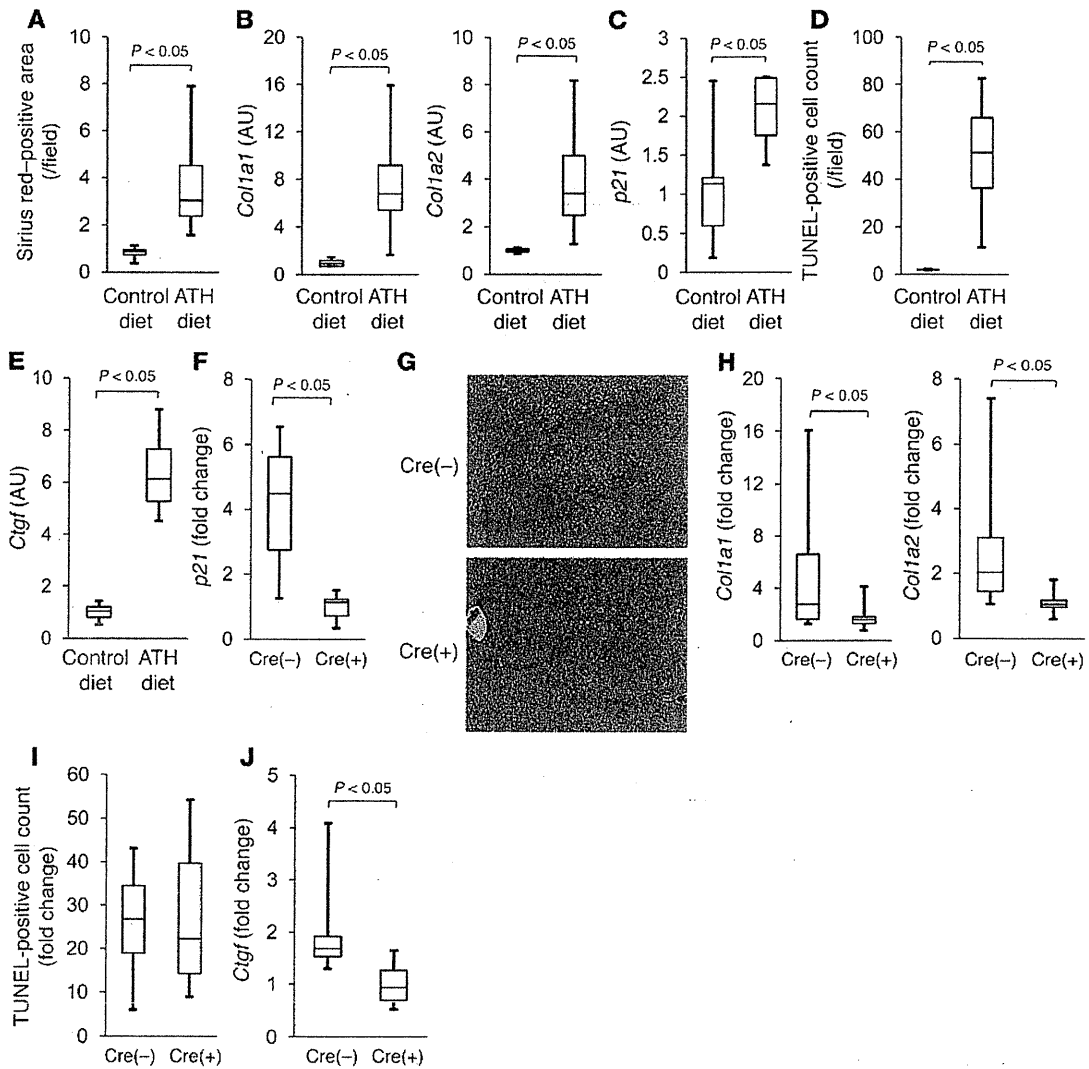 A
Sirius red–positive area
(/field)
10
8
6
4
2
0
P < 0.05
Control ATH
diet diet
B
Col1a1 (AU)
20
16
12
8
4
0
P < 0.05
Control ATH
diet diet
Col1a2 (AU)
10
8
6
4
2
0
P < 0.05
Control ATH
diet diet
C
p21 (AU)
3
2.5
2
1.5
1
0.5
0
P < 0.05
Control ATH
diet diet
D
TUNEL-positive cell count
(/field)
100
80
60
40
20
0
P < 0.05
Control ATH
diet diet
E
Ctgf (AU)
10
8
6
4
2
0
P < 0.05
Control ATH
diet diet
F
p21 (fold change)
8
6
4
2
0
P < 0.05
Cre(–) Cre(+)
G
Cre(–)
Cre(+)
H
Col1a1 (fold change)
20
16
12
8
4
0
P < 0.05
Cre(–) Cre(+)
Col1a2 (fold change)
8
6
4
2
0
P < 0.05
Cre(–) Cre(+)
I
TUNEL-positive cell count
(fold change)
60
50
40
30
20
10
0
Cre(–) Cre(+)
J
Ctgf (fold change)
5
4
3
2
1
0
P < 0.05
Cre(–) Cre(+)